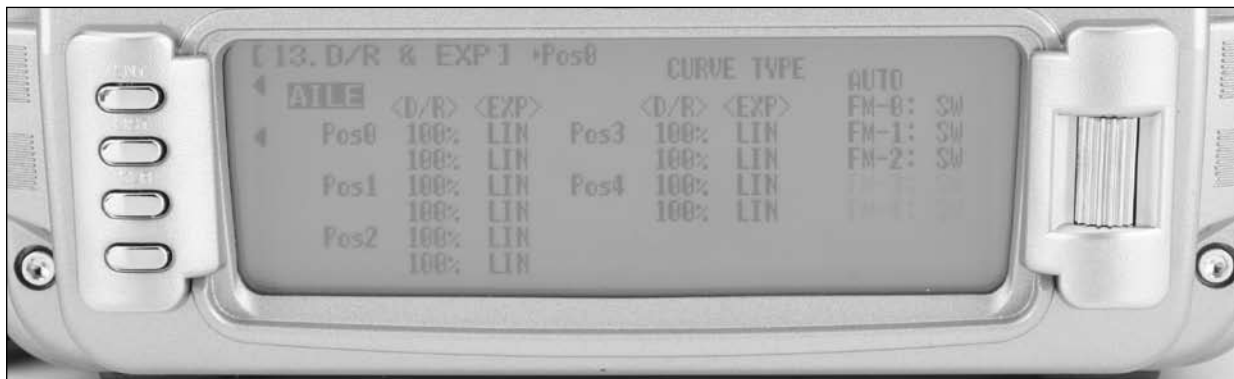 [13.D/R & EXP] Pos0
CURVE TYPE
AILE
<D/R> <EXP> <D/R> <EXP>
Pos0 100% LIN Pos3 100% LIN
100% LIN 100% LIN
Pos1 100% LIN Pos4 100% LIN
100% LIN 100% LIN
Pos2 100% LIN
100% LIN
AUTO
FM-0: SW
FM-1: SW
FM-2: SW